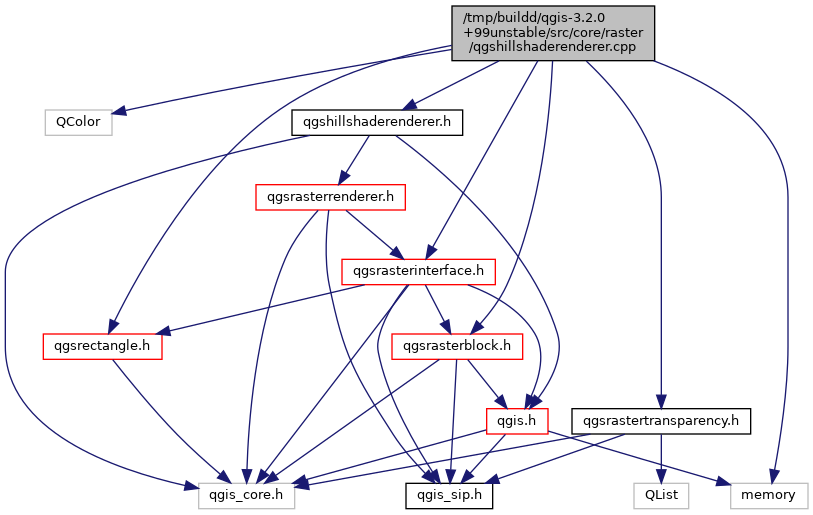 /tmp/buildd/qgis-3.2.0
+99unstable/src/core/raster
/qgshillshaderenderer.cpp
QColor
qgshillshaderenderer.h
qgsrasterrenderer.h
qgsrasterinterface.h
qgsrectangle.h
qgsrasterblock.h
qgis.h
qgsrastertransparency.h
qgis_core.h
qgis_sip.h
QList
memory